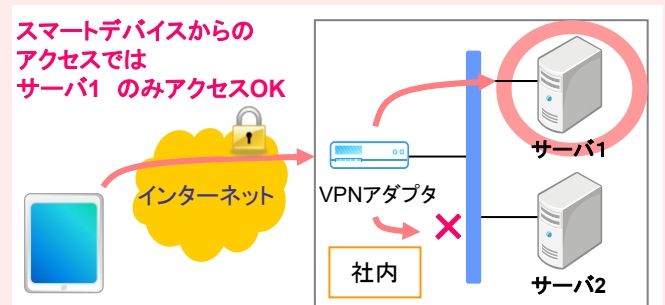 スマートデバイスからの
アクセスでは
サーバ1 のみアクセスOK
サーバ1
インターネット
VPNアダプタ
社内
サーバ2